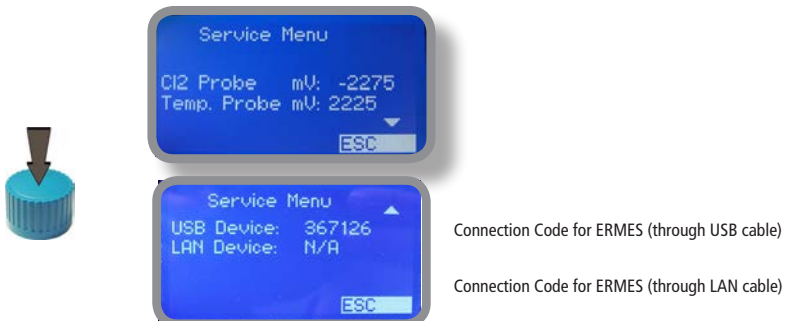 Service Menu
Cl2 Probe mV: -2275
Temp. Probe mV: 2225
ESC
Service Menu
USB Device: 367126
LAN Device: N/A
ESC
Connection Code for ERMES (through USB cable)
Connection Code for ERMES (through LAN cable)